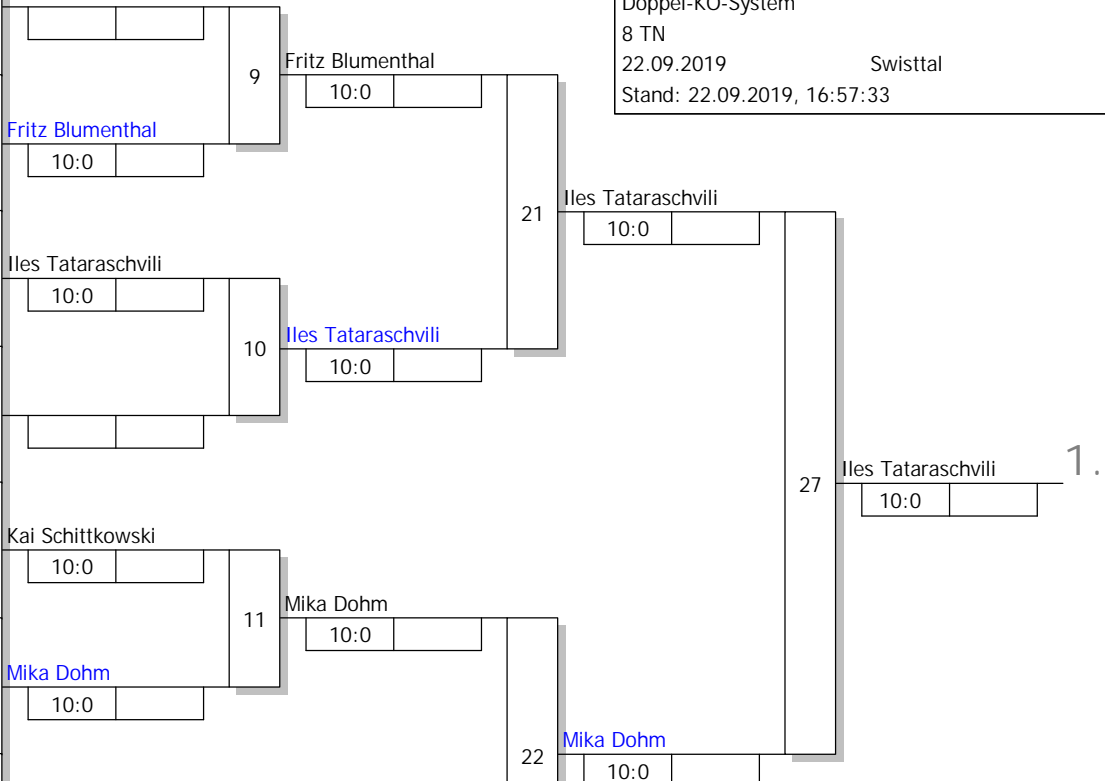 Doppel-KO-System
8 TN
22.09.2019 Swisttal
Stand: 22.09.2019, 16:57:33
9
Fritz Blumenthal
10:0
Fritz Blumenthal
10:0
21
Iles Tataraschvili
10:0
Iles Tataraschvili
10:0
10
Iles Tataraschvili
10:0
27
Iles Tataraschvili
10:0
1.
Kai Schittkowski
10:0
11
Mika Dohm
10:0
Mika Dohm
10:0
22
Mika Dohm
10:0